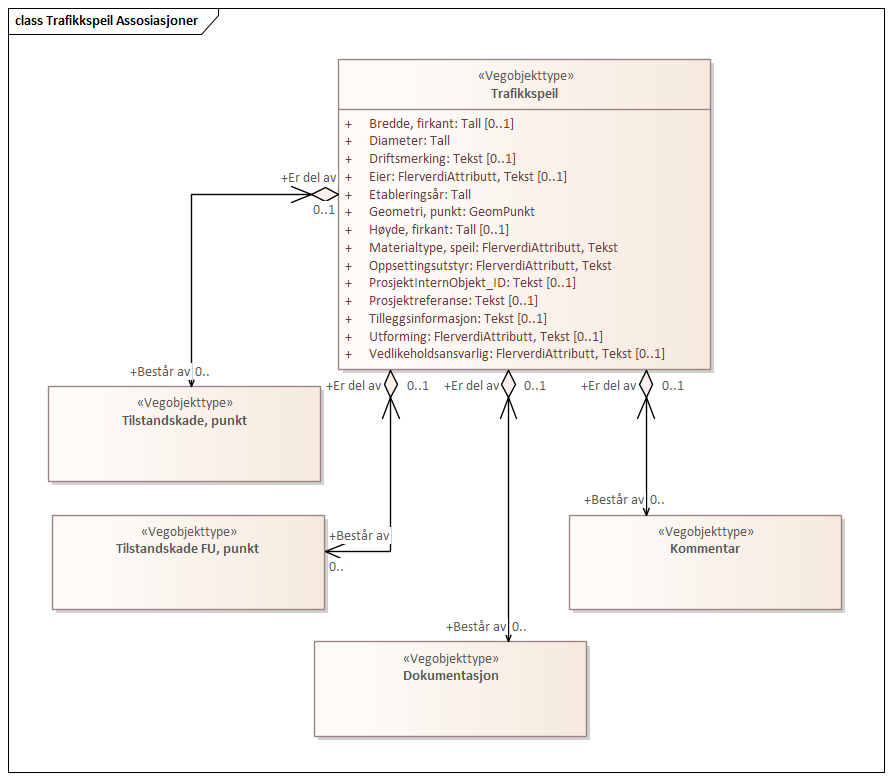 class Trafikkspeil Assosiasjoner
«Vegobjekttype»
Trafikkspeil
+ Bredde, firkant: Tall [0..1]
+ Diameter: Tall
+ Driftsmerking: Tekst [0..1]
+ Eier: FlerverdiAttributt, Tekst [0..1]
+ Etableringsår: Tall
+ Geometri, punkt: GeomPunkt
+ Høyde, firkant: Tall [0..1]
+ Materialtype, speil: FlerverdiAttributt, Tekst
+ Oppsettingsutstyr: FlerverdiAttributt, Tekst
+ ProsjektInternObjekt_ID: Tekst [0..1]
+ Prosjektreferanse: Tekst [0..1]
+ Tilleggsinformasjon: Tekst [0..1]
+ Utforming: FlerverdiAttributt, Tekst [0..1]
+ Vedlikeholdsansvarlig: FlerverdiAttributt, Tekst [0..1]
+Er del av
0..1
+Består av 0..
«Vegobjekttype»
Tilstandskade, punkt
+Er del av 0..1
+Er del av 0..1
+Er del av 0..1
+Består av
0..
«Vegobjekttype»
Tilstandskade FU, punkt
+Består av 0..
«Vegobjekttype»
Kommentar
+Består av 0..
«Vegobjekttype»
Dokumentasjon